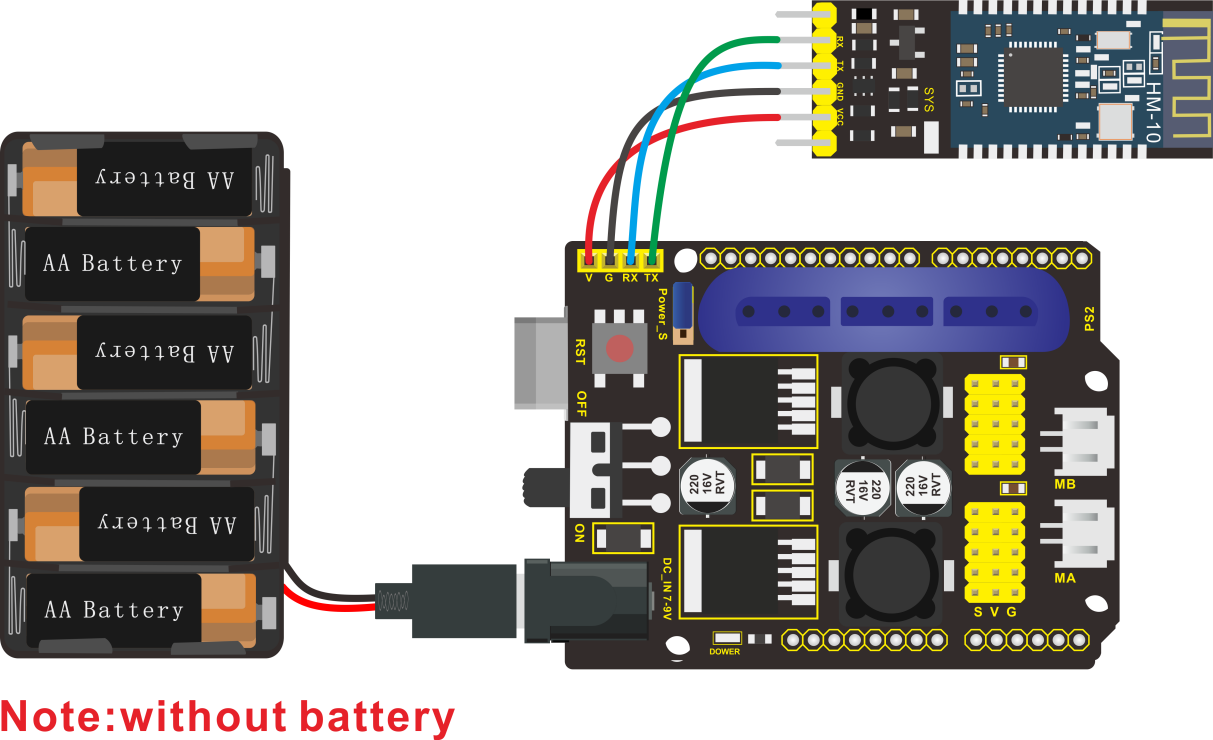 RX
TX
GND
VCC
SYS
HM-10
AA Battery
AA Battery
AA Battery
AA Battery
AA Battery
AA Battery
V G RX TX
Power_S
PS2
RST
OFF
ON
220
16V
RVT
220
16V
RVT
220
16V
RVT
MB
MA
S V G
DC_IN 7-9V
DOWER
Note:without battery